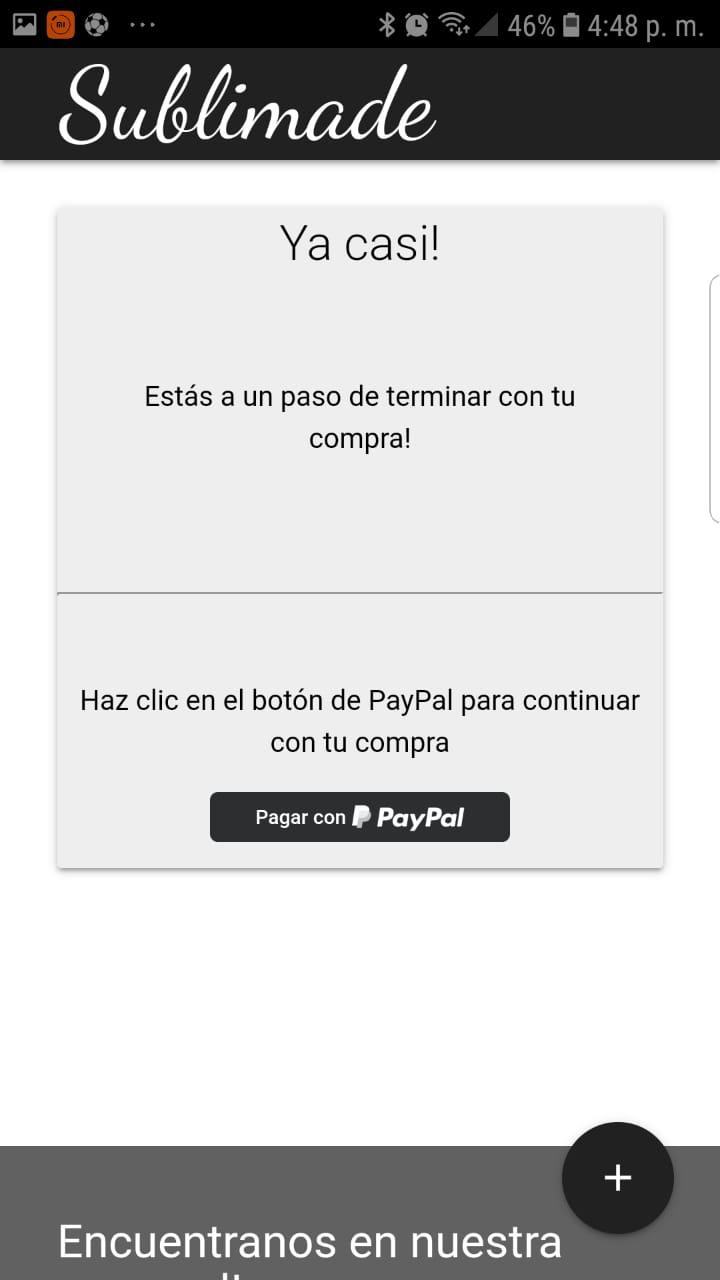 46% 4:48 p. m.
Sublimade
Ya casi!
Estás a un paso de terminar con tu
compra!
Haz clic en el botón de PayPal para continuar
con tu compra
Pagar con PayPal
+
Encuentranos en nuestra